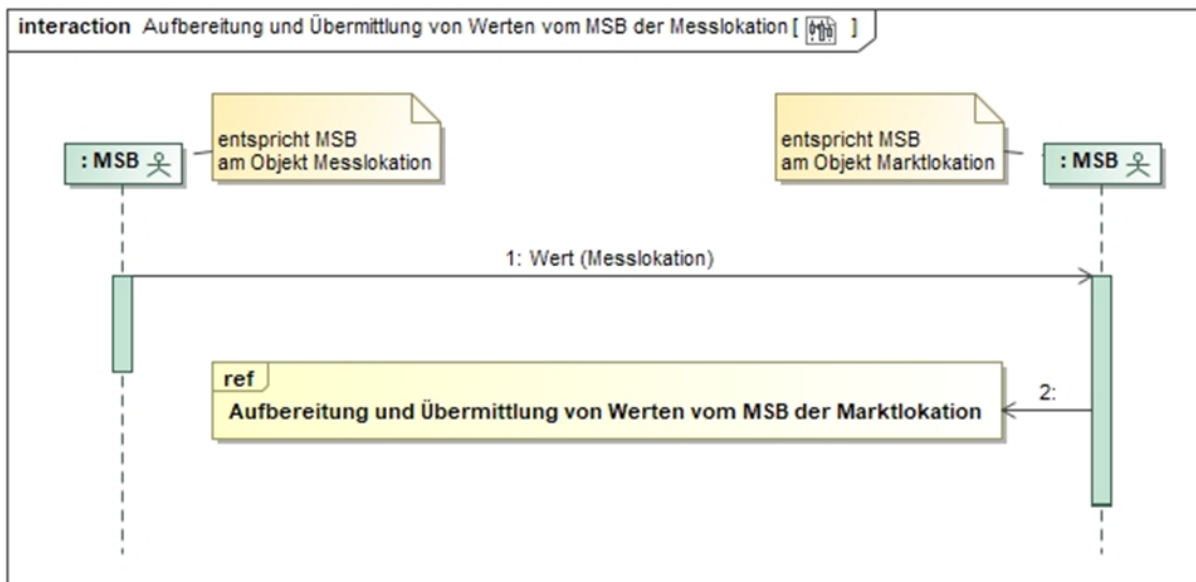 interaction Aufbereitung und Übermittlung von Werten vom MSB der Messlokation [ ]
entspricht MSB
am Objekt Messlokation
entspricht MSB
am Objekt Marktlokation
: MSB
: MSB
1: Wert (Messlokation)
ref
2:
Aufbereitung und Übermittlung von Werten vom MSB der Marktlokation